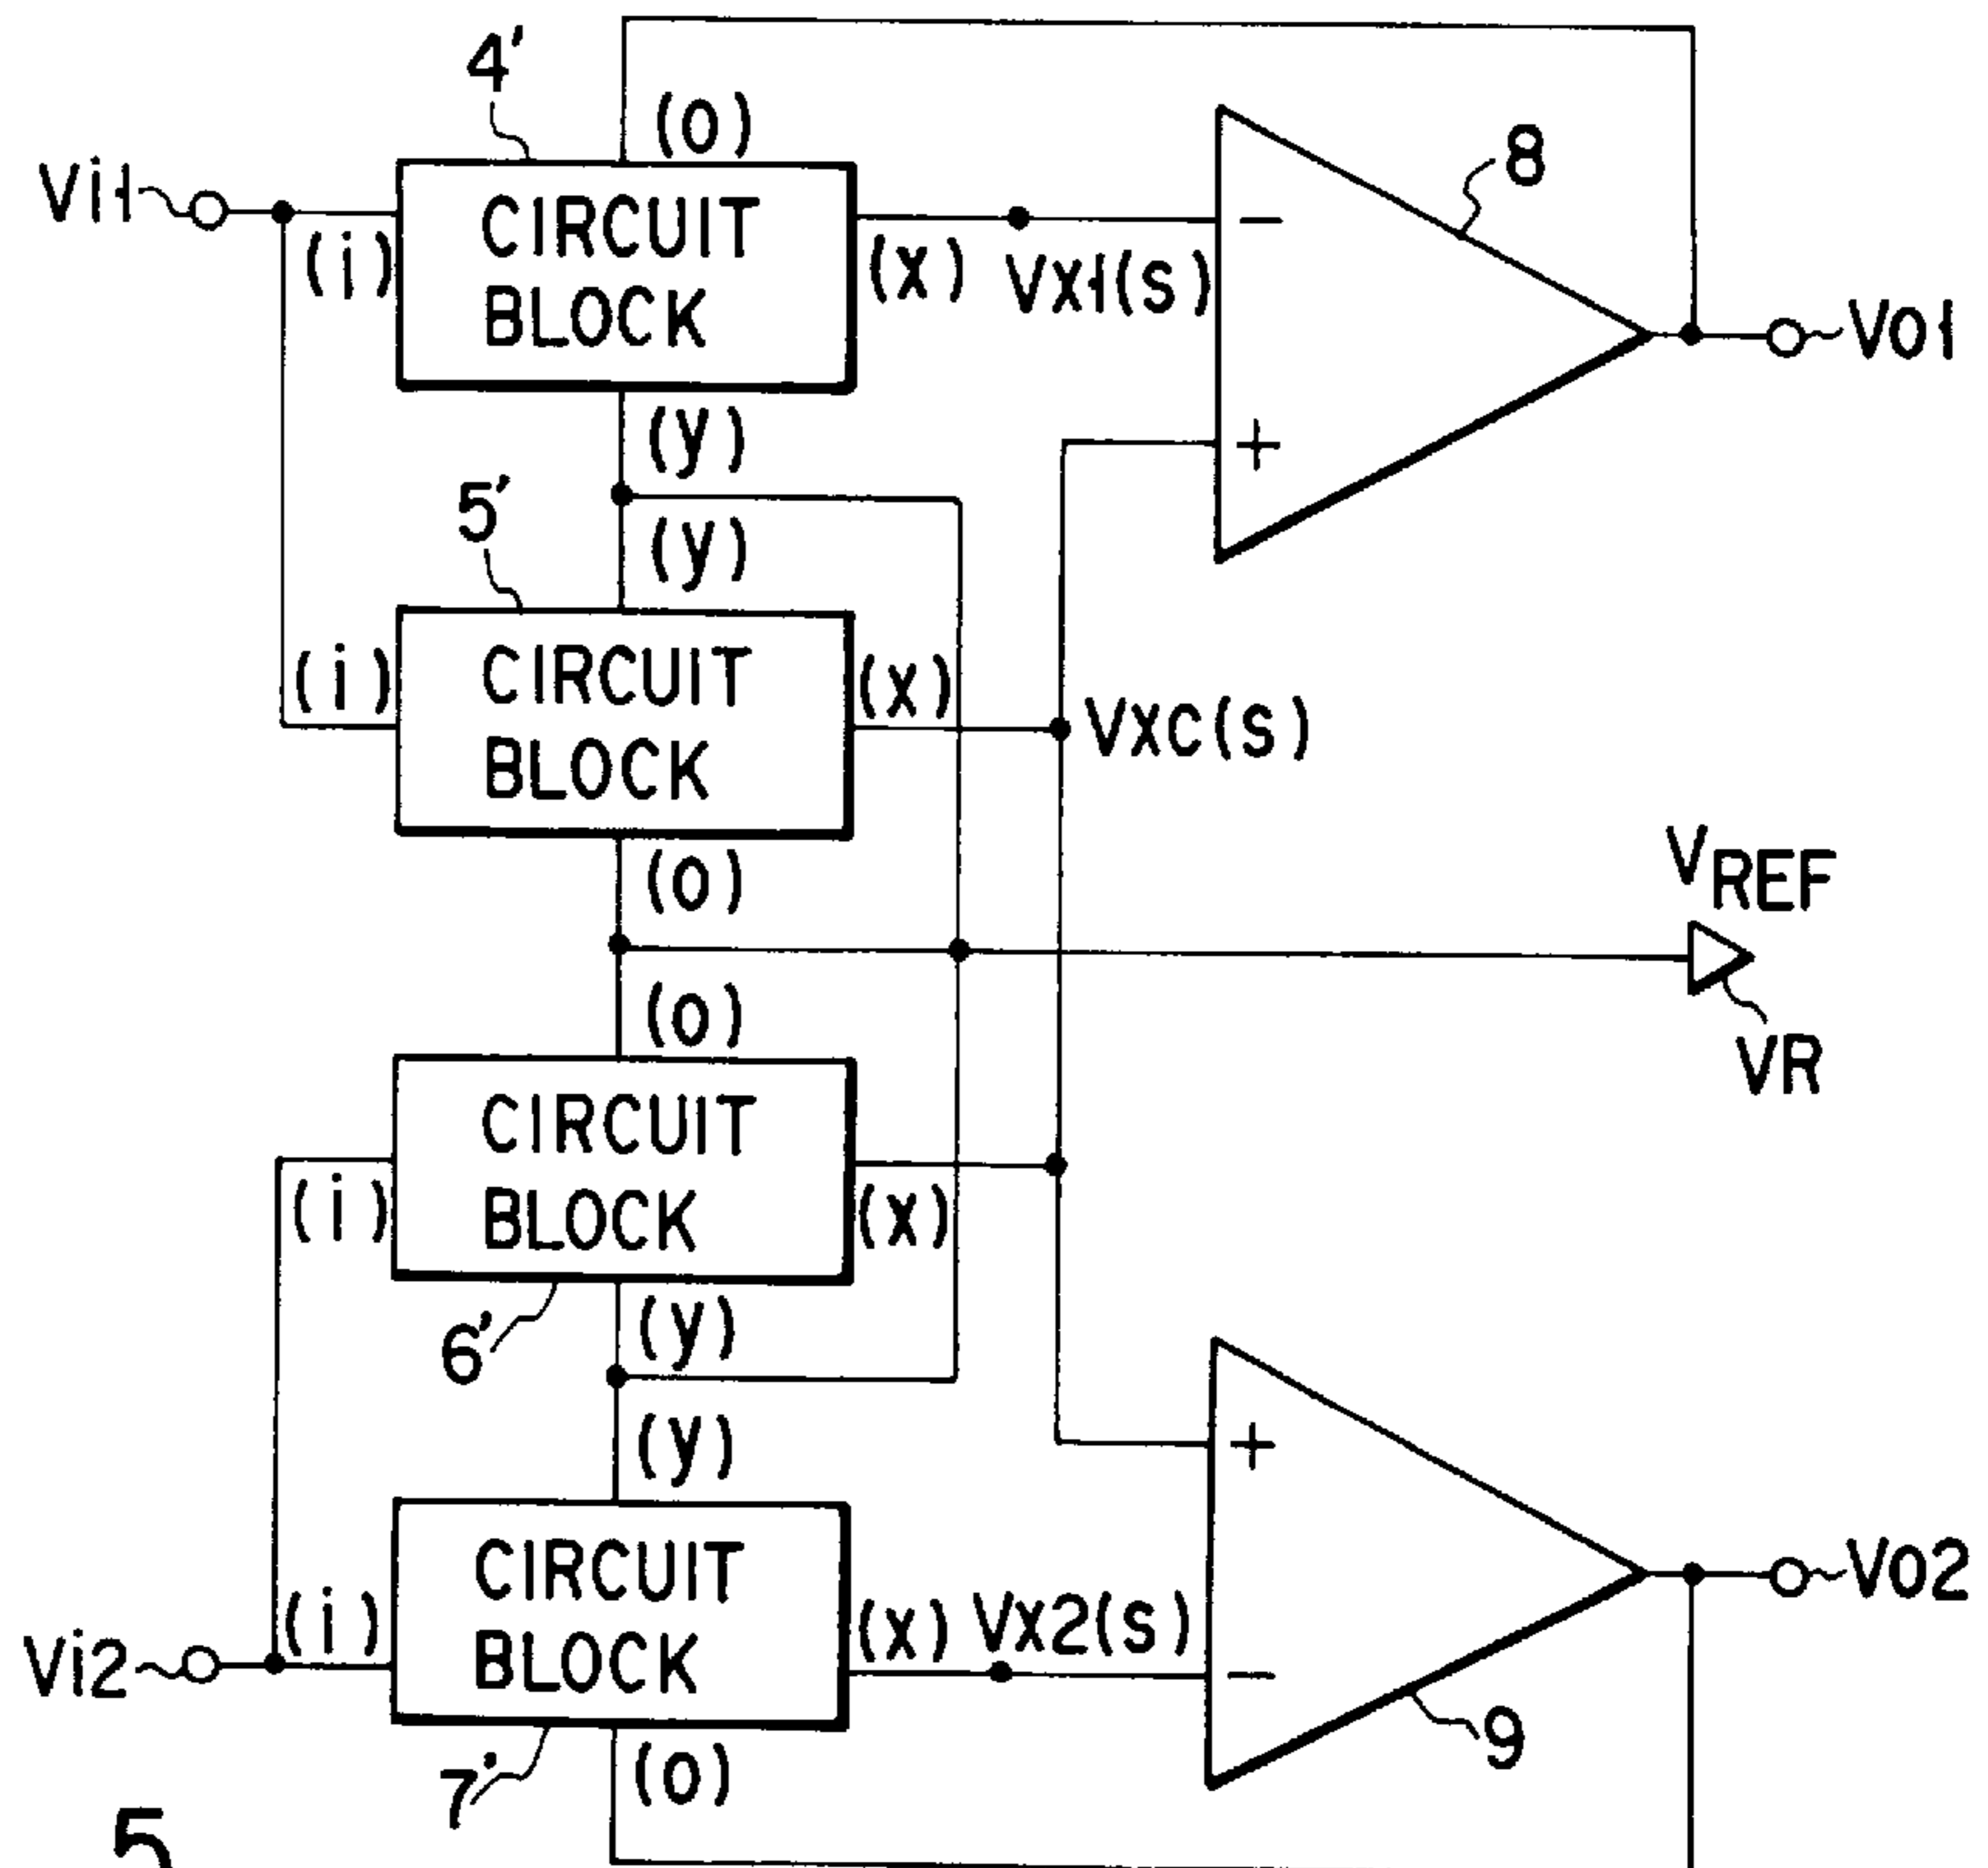 4'
(O)
Vi1
CIRCUIT
BLOCK
(i)
(X)
VX1(S)
−
+
8
VO1
(y)
5'
(y)
(i)
CIRCUIT
BLOCK
(X)
VXC(S)
(O)
VREF
VR
(O)
CIRCUIT
BLOCK
(i)
(X)
6'
(y)
(y)
+
−
CIRCUIT
BLOCK
(i)
(X)
VX2(S)
Vi2
VO2
9
7'
(O)
5